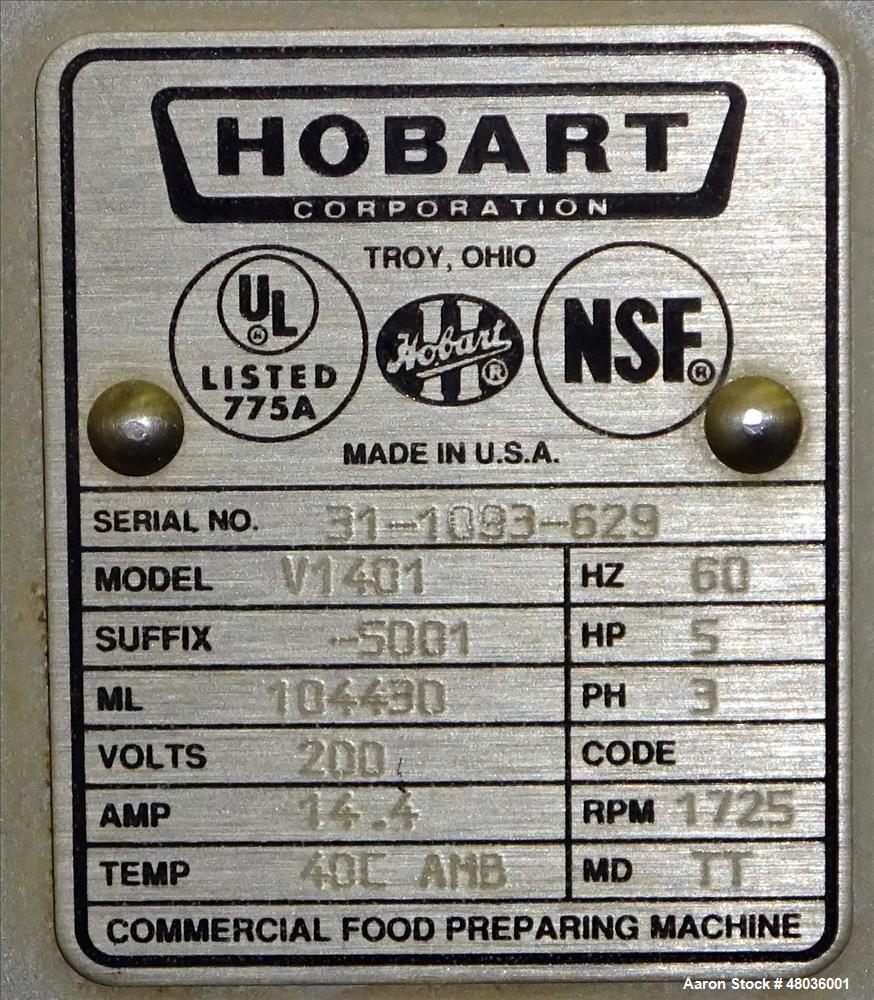 HOBART
CORPORATION
TROY, OHIO
UL ®
LISTED
775A
Hobart ®
NSF®
MADE IN U.S.A.
SERIAL NO. 31-1093-629
MODEL V1401 HZ 60
SUFFIX -5001 HP 5
ML 104430 PH 3
VOLTS 200 CODE
AMP 14.4 RPM 1725
TEMP 40C AMB MD TT
COMMERCIAL FOOD PREPARING MACHINE
Aaron Stock # 48036001